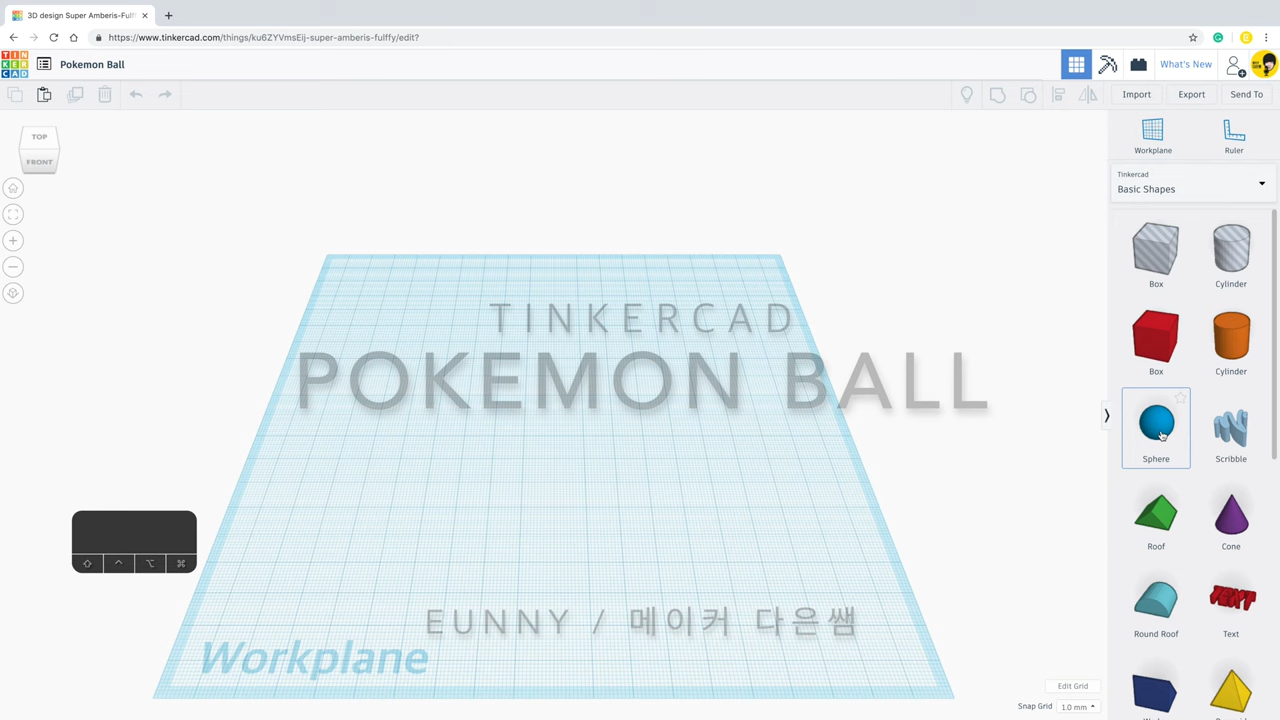 3D design Super Amberis-Fulff
https://www.tinkercad.com/things/ku6ZYVmsEij-super-amberis-fulffy/edit?
TIN
KER
CAD
Pokemon Ball
What's New
Import
Export
Send To
TOP
FRONT
Workplane
Ruler
Tinkercad
Basic Shapes
Box
Cylinder
Box
Cylinder
Sphere
Scribble
Roof
Cone
Round Roof
Text
TINKERCAD
POKEMON BALL
EUNNY / 메이커 다은쌤
Workplane
Edit Grid
Snap Grid 1.0 mm